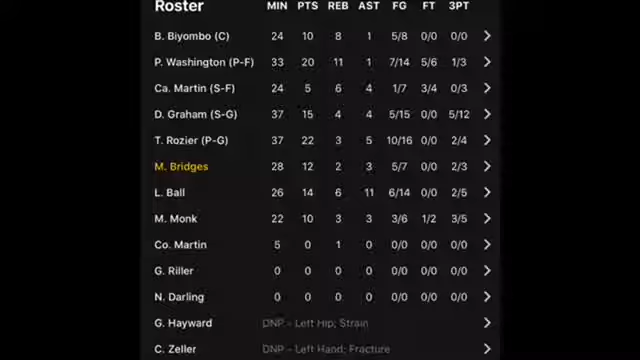 Roster MIN PTS REB AST FG FT 3PT
B. Biyombo (C) 24 10 8 1 5/8 0/0 0/0
P. Washington (P-F) 33 20 11 1 7/14 5/6 1/3
Ca. Martin (S-F) 24 5 6 4 1/7 3/4 0/3
D. Graham (S-G) 37 15 4 4 5/15 0/0 5/12
T. Rozier (P-G) 37 22 3 5 10/16 0/0 2/4
M. Bridges 28 12 2 3 5/7 0/0 2/3
L. Ball 26 14 6 11 6/14 0/0 2/5
M. Monk 22 10 3 3 3/6 1/2 3/5
Co. Martin 5 0 1 0 0/0 0/0 0/0
G. Riller 0 0 0 0 0/0 0/0 0/0
N. Darling 0 0 0 0 0/0 0/0 0/0
G. Hayward DNP - Left Hip; Strain
C. Zeller DNP - Left Hand; Fracture